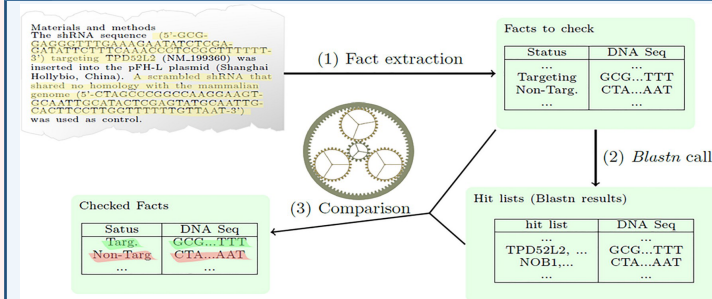 Materials and methods
The shRNA sequence (5'-GCG-
GAGGGTTTGAAAGAATATCTCGA-
GATATTCTTTCAAACCCTCCGCTTTTTT-
3') targeting TPD52L2 (NM_199360) was
inserted into the pFH-L plasmid (Shanghai
Hollybio, China). A scrambled shRNA that
shared no homology with the mammalian
genome (5'-CTAGCCCGGCCAAGGAAGT-
GCAATTGCATACTCGAGTATGCAATTG-
CACTTCCTTGGTTTTTTGTTAAT-3')
was used as control.
(1) Fact extraction
Facts to check
Status DNA Seq
... ...
Targeting GCG...TTT
Non-Targ. CTA...AAT
... ...
(2) Blastn call
Hit lists (Blastn results)
hit list DNA Seq
... ...
TPD52L2, ... GCG...TTT
NOB1,... CTA...AAT
... ...
(3) Comparison
Checked Facts
Satus DNA Seq
Targ. GCG...TTT
Non-Targ CTA...AAT
... ...